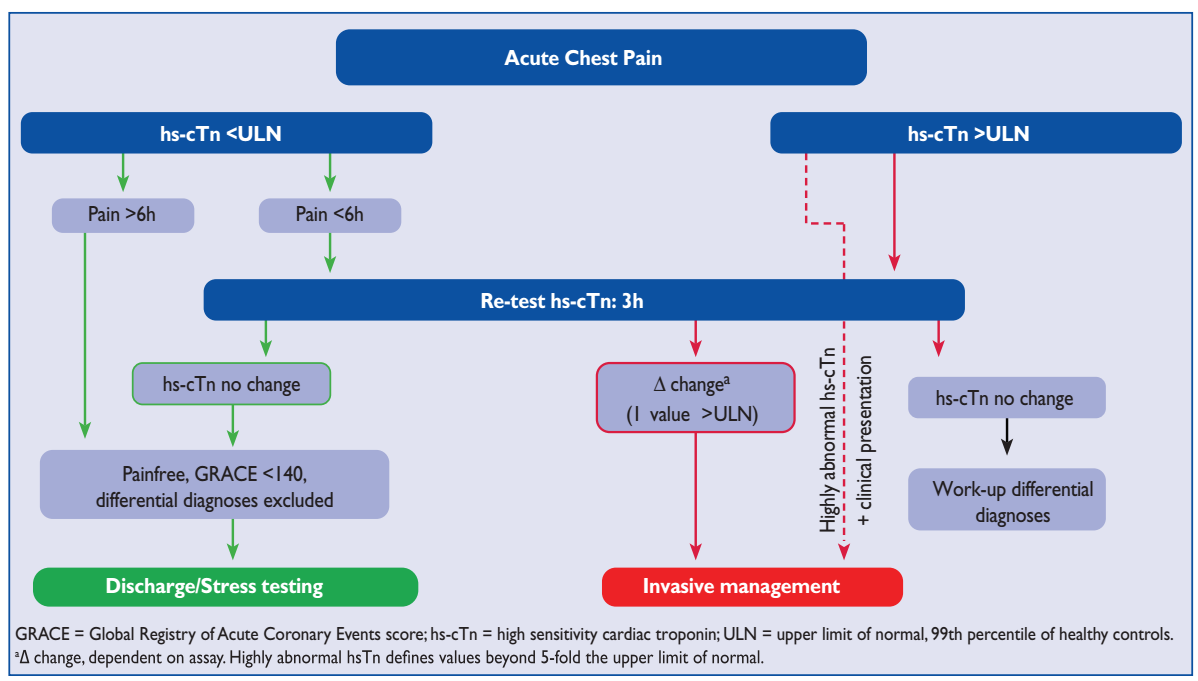 Acute Chest Pain
hs-cTn <ULN
hs-cTn >ULN
Pain >6h
Pain <6h
Re-test hs-cTn: 3h
hs-cTn no change
Δ change^a
(1 value >ULN)
Highly abnormal hs-cTn
+ clinical presentation
hs-cTn no change
Painfree, GRACE <140,
differential diagnoses excluded
Work-up differential
diagnoses
Discharge/Stress testing
Invasive management
GRACE = Global Registry of Acute Coronary Events score; hs-cTn = high sensitivity cardiac troponin; ULN = upper limit of normal, 99th percentile of healthy controls.
^aΔ change, dependent on assay. Highly abnormal hsTn defines values beyond 5-fold the upper limit of normal.